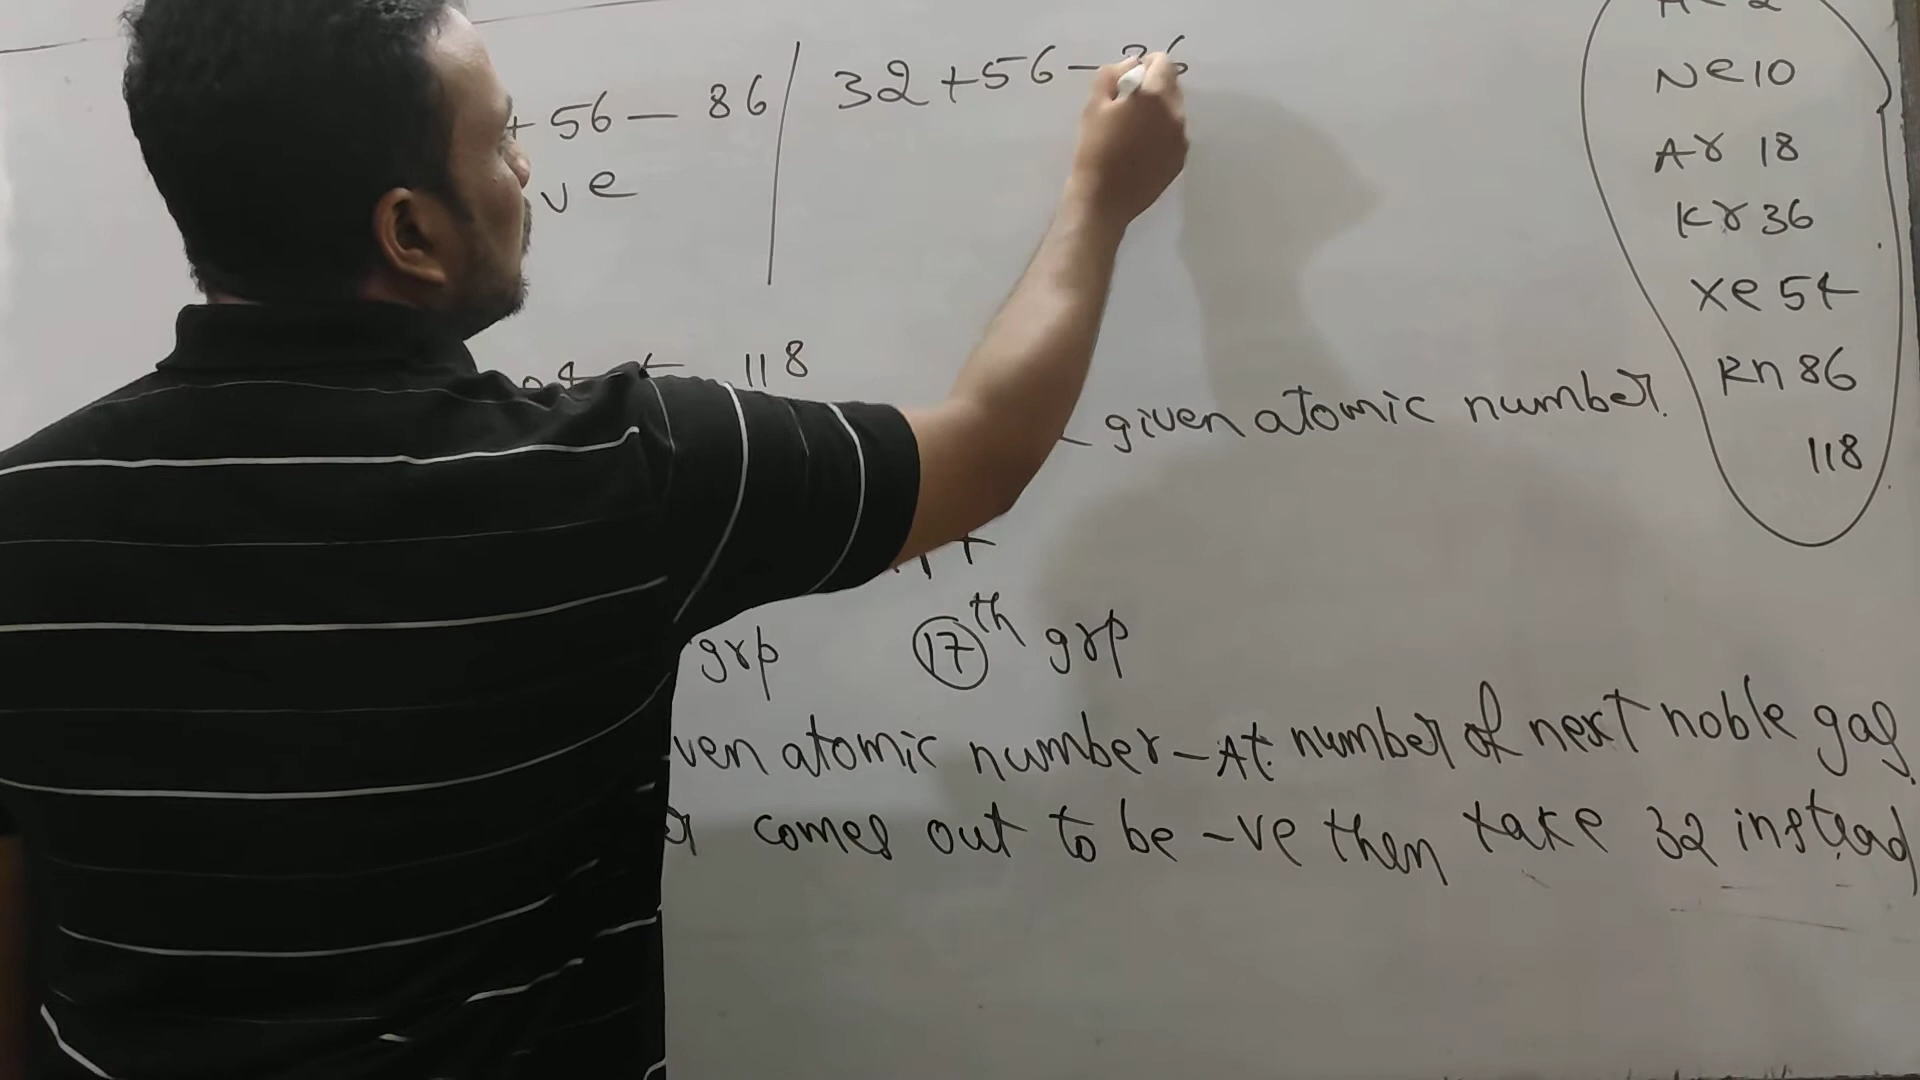 + 56 - 86
32 + 56 -
ve
118
given atomic number.
grp 17th grp
ven atomic number - At. number of next noble gas
comes out to be -ve then take 32 instead
Ne 10
Ar 18
Kr 36
Xe 54
Rn 86
118